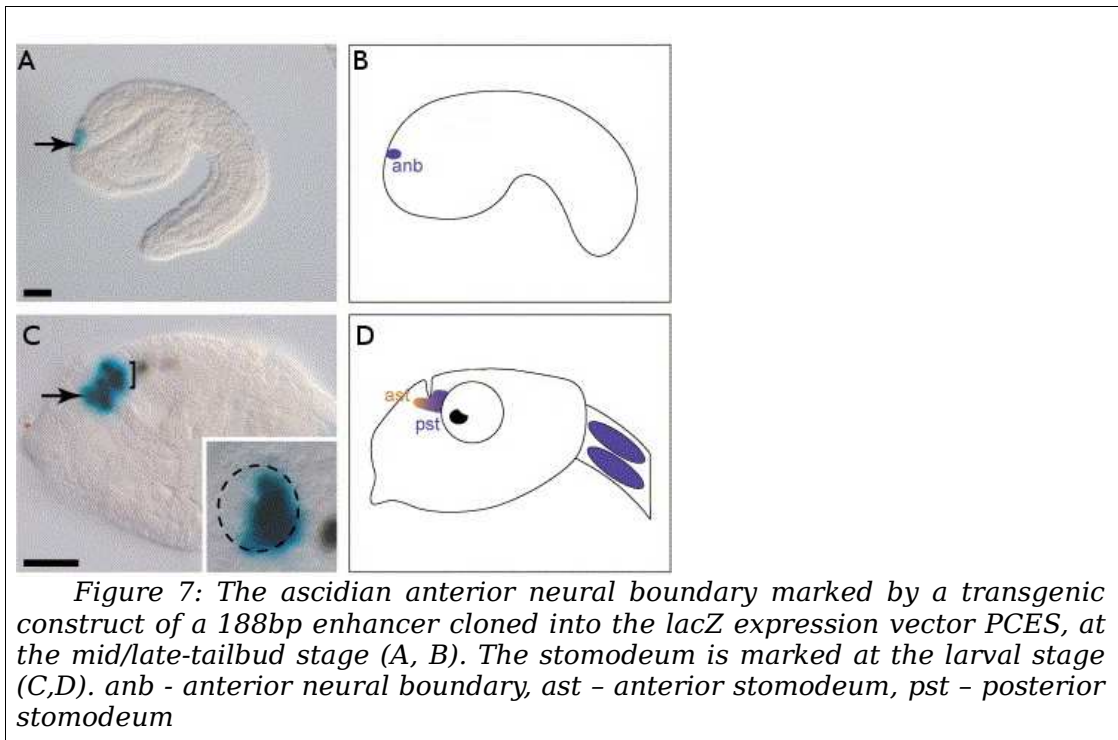 A
B
anb
C
D
ast
pst
Figure 7: The ascidian anterior neural boundary marked by a transgenic
construct of a 188bp enhancer cloned into the lacZ expression vector PCES, at
the mid/late-tailbud stage (A, B). The stomodeum is marked at the larval stage
(C,D). anb - anterior neural boundary, ast – anterior stomodeum, pst – posterior
stomodeum